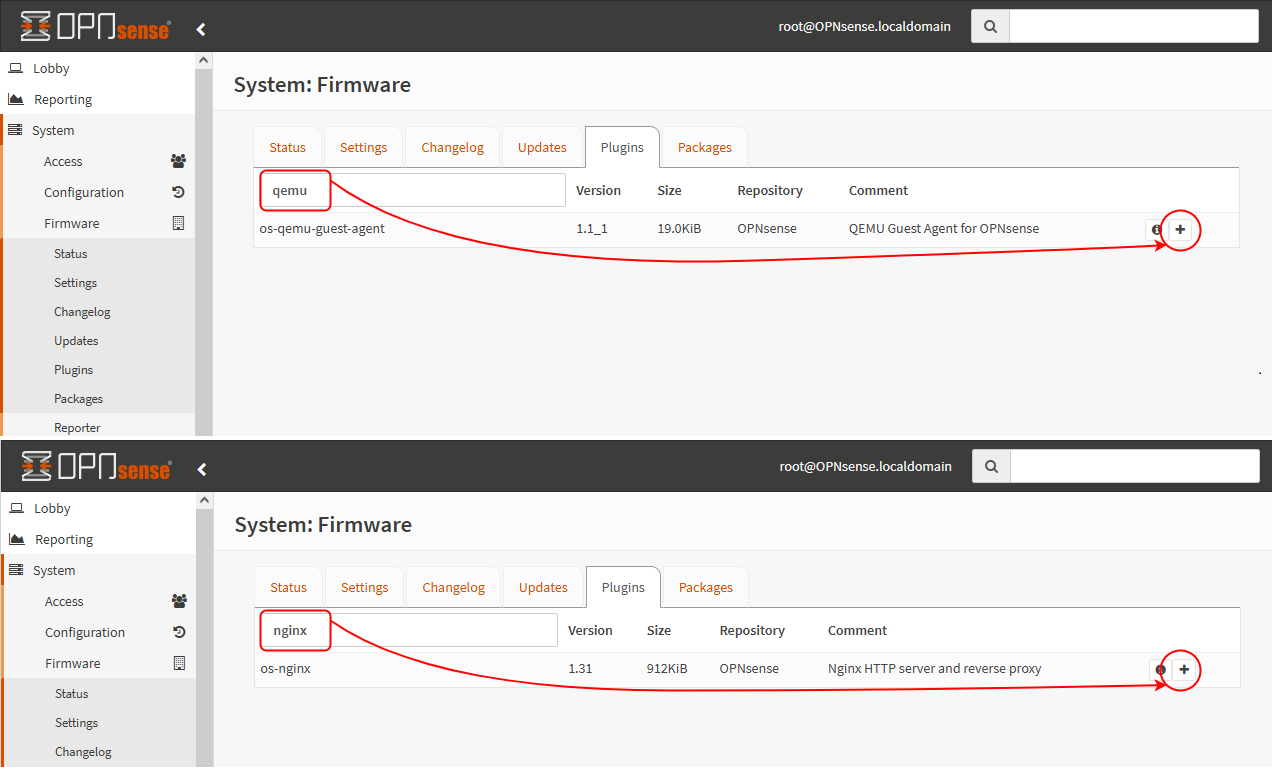 OPNsense® root@OPNsense.localdomain
Lobby
Reporting
System
Access
Configuration
Firmware
Status
Settings
Changelog
Updates
Plugins
Packages
Reporter
System: Firmware
Status Settings Changelog Updates Plugins Packages
qemu Version Size Repository Comment
os-qemu-guest-agent 1.1_1 19.0KiB OPNsense QEMU Guest Agent for OPNsense
.
OPNsense® root@OPNsense.localdomain
Lobby
Reporting
System
Access
Configuration
Firmware
Status
Settings
Changelog
System: Firmware
Status Settings Changelog Updates Plugins Packages
nginx Version Size Repository Comment
os-nginx 1.31 912KiB OPNsense Nginx HTTP server and reverse proxy